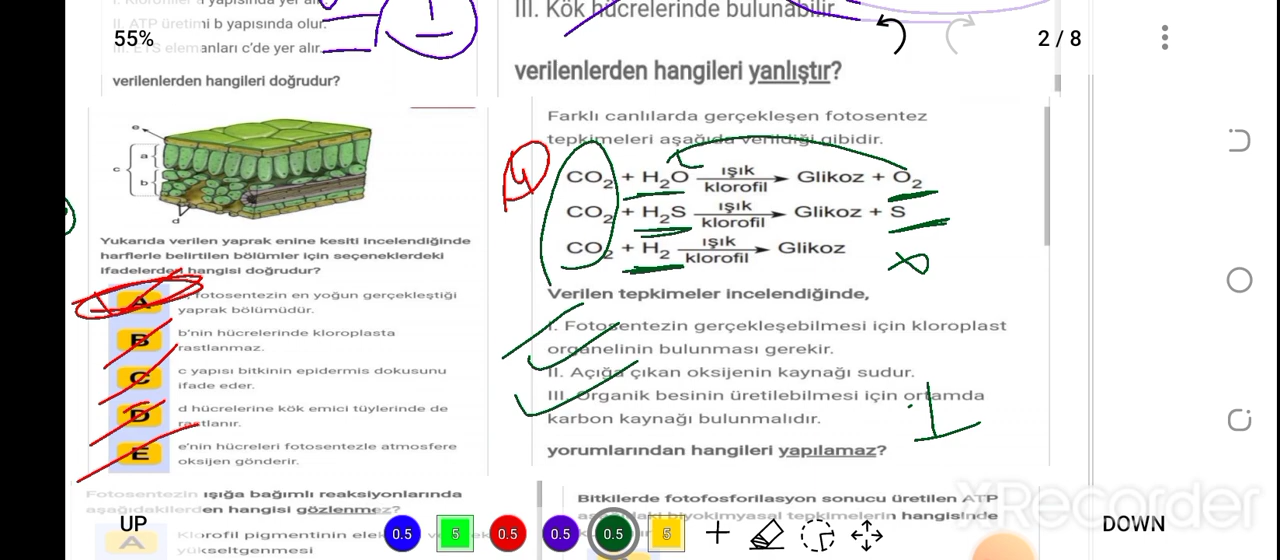 II. ATP üretimi b yapısında olur.
III. ETS elemanları c'de yer alır.
verilenlerden hangileri doğrudur?
III. Kök hücrelerinde bulunabilir
verilenlerden hangileri yanlıştır?
55%
2 / 8
e
a
c
b
d
Yukarıda verilen yaprak enine kesiti incelendiğinde
harflerle belirtilen bölümler için seçeneklerdeki
ifadelerden hangisi doğrudur?
A
fotosentezin en yoğun gerçekleştiği
yaprak bölümüdür.
B
b'nin hücrelerinde kloroplasta
rastlanmaz.
C
c yapısı bitkinin epidermis dokusunu
ifade eder.
D
d hücrelerine kök emici tüylerinde de
rastlanır.
E
e'nin hücreleri fotosentezle atmosfere
oksijen gönderir.
Fotosentezin ışığa bağımlı reaksiyonlarında
aşağıdakilerden hangisi gözlenmez?
A
Klorofil pigmentinin
yükseltgenmesi
4
Farklı canlılarda gerçekleşen fotosentez
tepkimeleri aşağıda verildiği gibidir.
CO2 + H2O ışık klorofil Glikoz + O2
CO2 + H2S ışık klorofil Glikoz + S
CO2 + H2 ışık klorofil Glikoz
Verilen tepkimeler incelendiğinde,
I. Fotosentezin gerçekleşebilmesi için kloroplast
organelinin bulunması gerekir.
II. Açığa çıkan oksijenin kaynağı sudur.
III. Organik besinin üretilebilmesi için ortamda
karbon kaynağı bulunmalıdır.
yorumlarından hangileri yapılamaz?
Bitkilerde fotofosforilasyon sonucu üretilen ATP
biyokimyasal tepkimelerin hangisinde
UP
0.5
5
0.5
0.5
0.5
5
DOWN
XRecorder